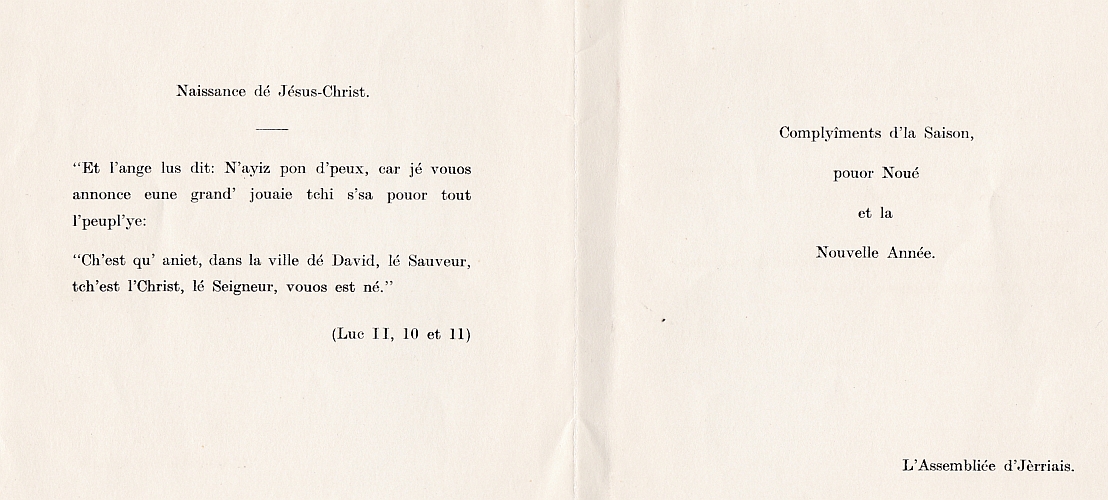 Naissance dé Jésus-Christ.
“Et l’ange lus dit: N’ayiz pon d’peux, car jé vouos
annonce eune grand’ jouaie tchi s’sa pouor tout
l’peupl’ye:
“Ch’est qu’ aniet, dans la ville dé David, lé Sauveur,
tch’est l’Christ, lé Seigneur, vouos est né.”
(Luc II, 10 et 11)
Complyîments d’la Saison,
pouor Noué
et la
Nouvelle Année.
L’Assembliée d’Jèrriais.